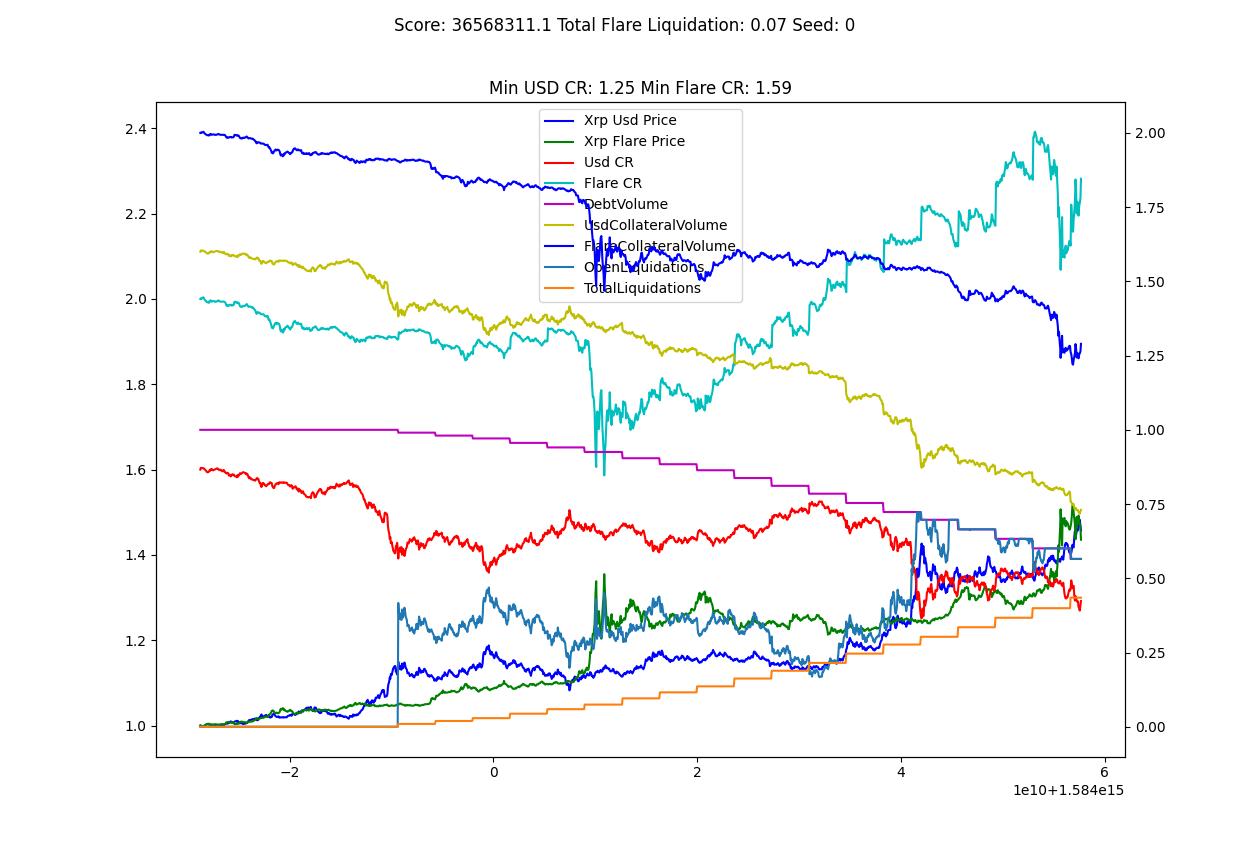 Score: 36568311.1 Total Flare Liquidation: 0.07 Seed: 0
Min USD CR: 1.25 Min Flare CR: 1.59
Xrp Usd Price
Xrp Flare Price
Usd CR
Flare CR
DebtVolume
UsdCollateralVolume
FlareCollateralVolume
OpenLiquidations
TotalLiquidations
2.4
2.2
2.0
1.8
1.6
1.4
1.2
1.0
2.00
1.75
1.50
1.25
1.00
0.75
0.50
0.25
0.00
−2 0 2 4 6
1e10+1.584e15